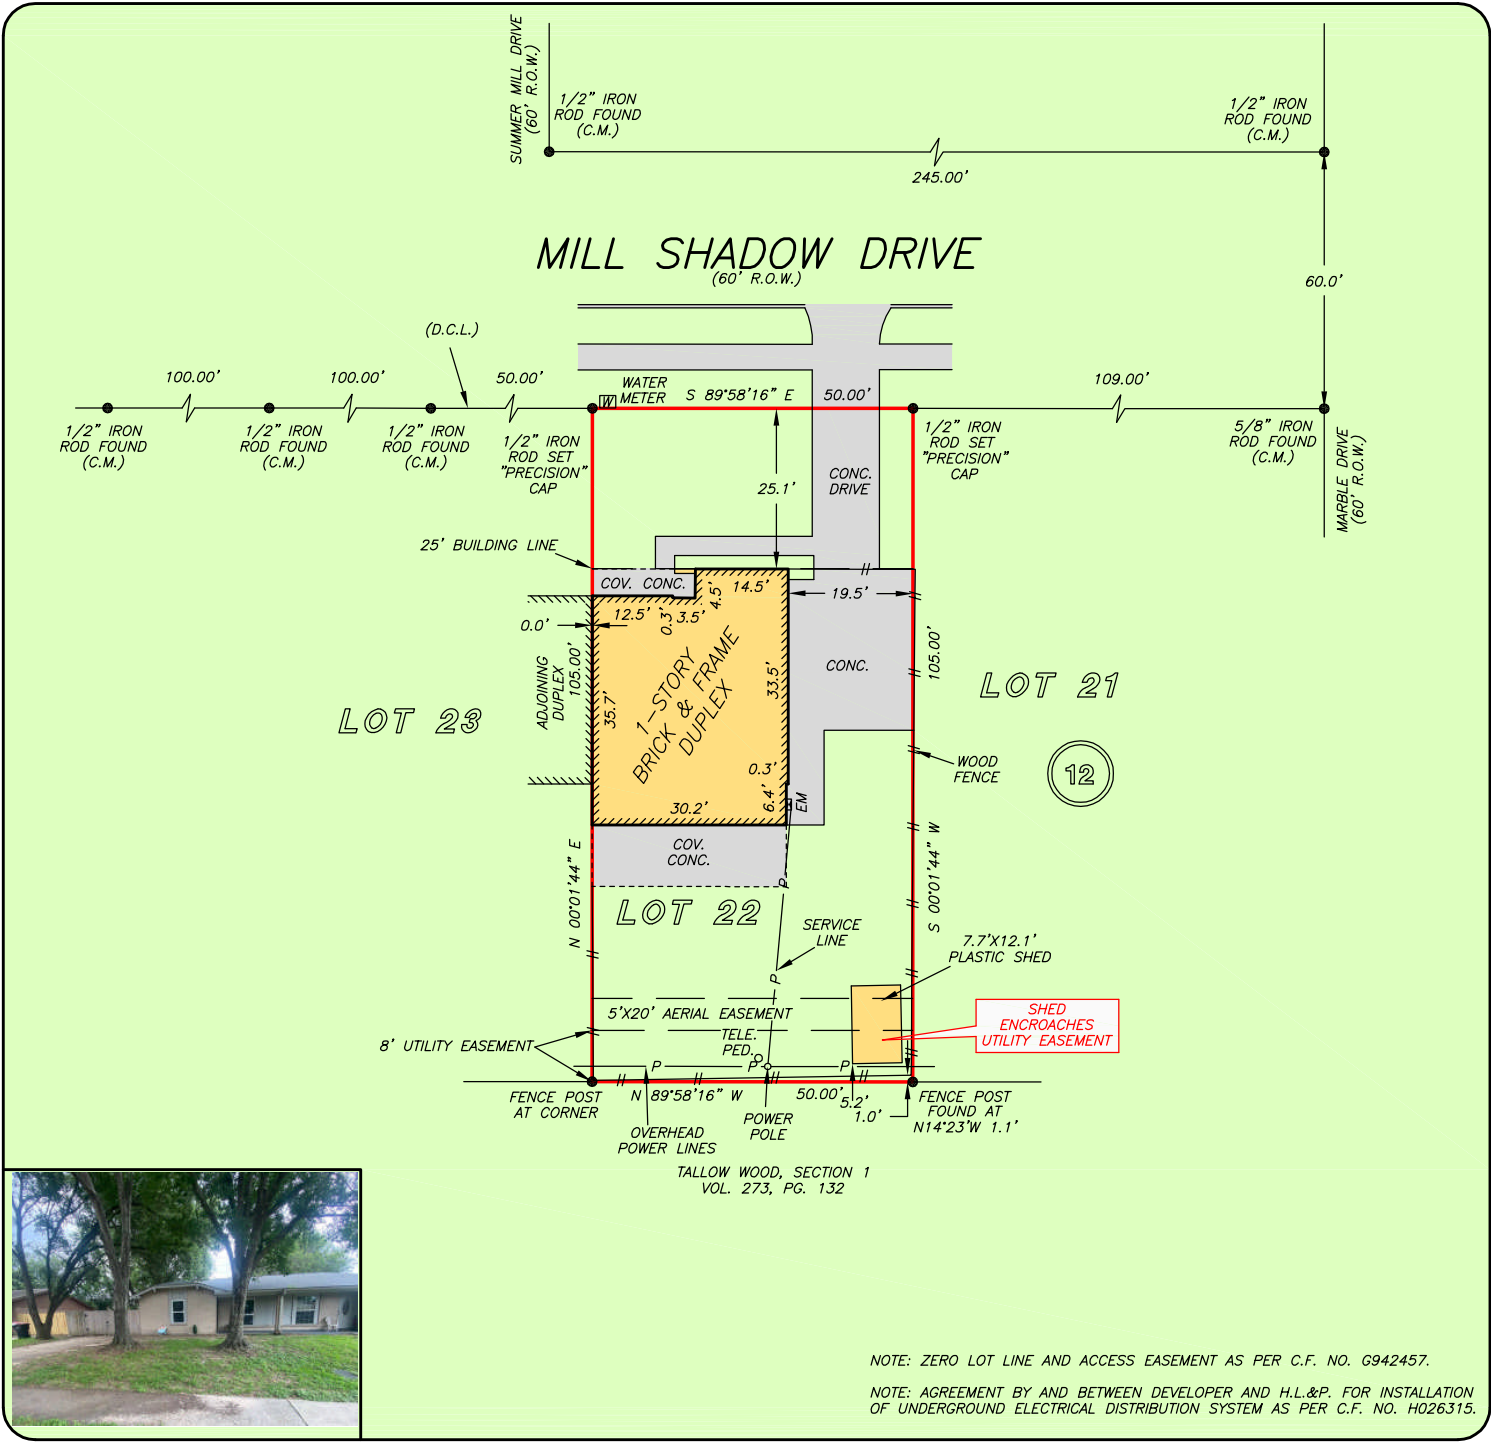 SUMMER MILL DRIVE
(60' R.O.W.)
1/2" IRON
ROD FOUND
(C.M.)
1/2" IRON
ROD FOUND
(C.M.)
245.00'
MILL SHADOW DRIVE
(60' R.O.W.)
60.0'
(D.C.L.)
100.00'
100.00'
50.00'
WATER
METER
W
S 89°58'16" E
50.00'
109.00'
1/2" IRON
ROD FOUND
(C.M.)
1/2" IRON
ROD FOUND
(C.M.)
1/2" IRON
ROD FOUND
(C.M.)
1/2" IRON
ROD SET
"PRECISION"
CAP
1/2" IRON
ROD SET
"PRECISION"
CAP
5/8" IRON
ROD FOUND
(C.M.)
MARBLE DRIVE
(60' R.O.W.)
CONC.
DRIVE
25.1'
25' BUILDING LINE
COV. CONC.
14.5'
4.5'
19.5'
12.5'
0.3'
3.5'
0.0'
105.00'
ADJOINING
DUPLEX
35.7'
1-STORY
BRICK & FRAME
DUPLEX
33.5'
CONC.
105.00'
LOT 21
LOT 23
12
WOOD
FENCE
0.3'
6.4'
EM
30.2'
COV.
CONC.
N 00°01'44" E
S 00°01'44" W
P
LOT 22
SERVICE
LINE
7.7'X12.1'
PLASTIC SHED
P
5'X20' AERIAL EASEMENT
SHED
ENCROACHES
UTILITY EASEMENT
TELE.
PED.
8' UTILITY EASEMENT
P
P
P
N 89°58'16" W
50.00'
5.2'
1.0'
FENCE POST
AT CORNER
FENCE POST
FOUND AT
N14°23'W 1.1'
OVERHEAD
POWER LINES
POWER
POLE
TALLOW WOOD, SECTION 1
VOL. 273, PG. 132
NOTE: ZERO LOT LINE AND ACCESS EASEMENT AS PER C.F. NO. G942457.
NOTE: AGREEMENT BY AND BETWEEN DEVELOPER AND H.L.&P. FOR INSTALLATION
OF UNDERGROUND ELECTRICAL DISTRIBUTION SYSTEM AS PER C.F. NO. H026315.